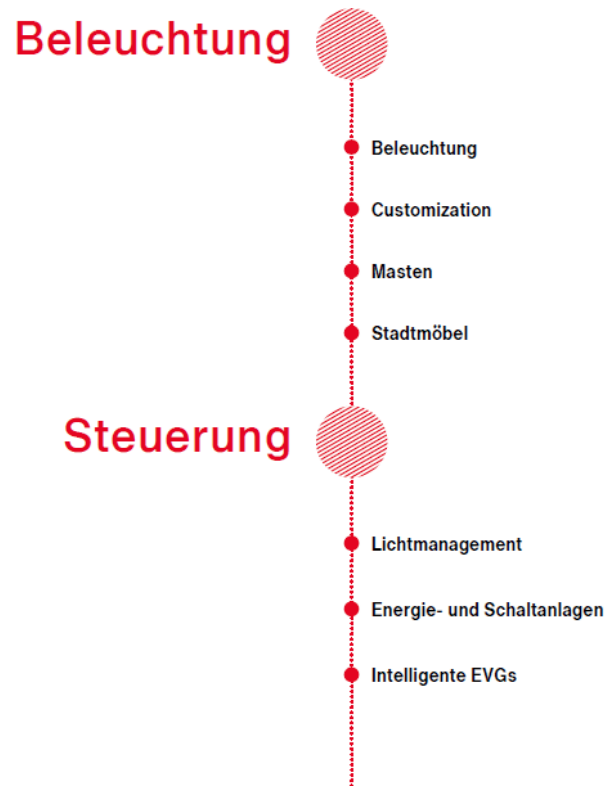 Beleuchtung
Beleuchtung
Customization
Masten
Stadtmöbel
Steuerung
Lichtmanagement
Energie- und Schaltanlagen
Intelligente EVGs